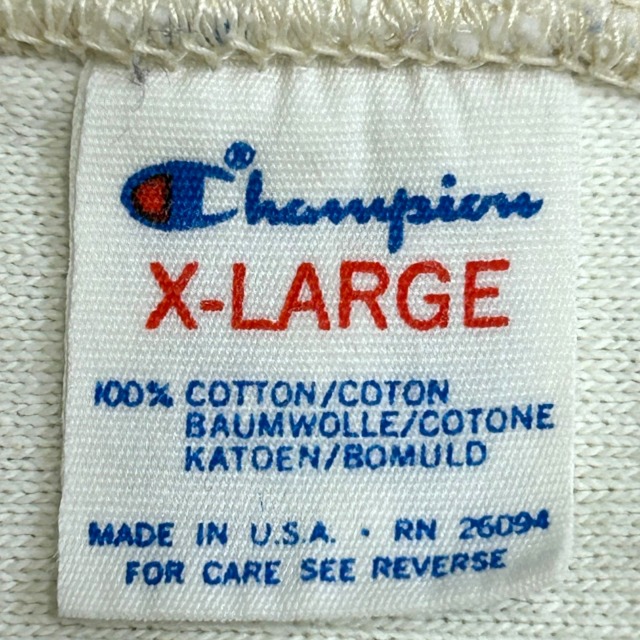 Champion®
X-LARGE
100% COTTON/COTON
BAUMWOLLE/COTONE
KATOEN/BOMULD
MADE IN U.S.A. · RN 26094
FOR CARE SEE REVERSE